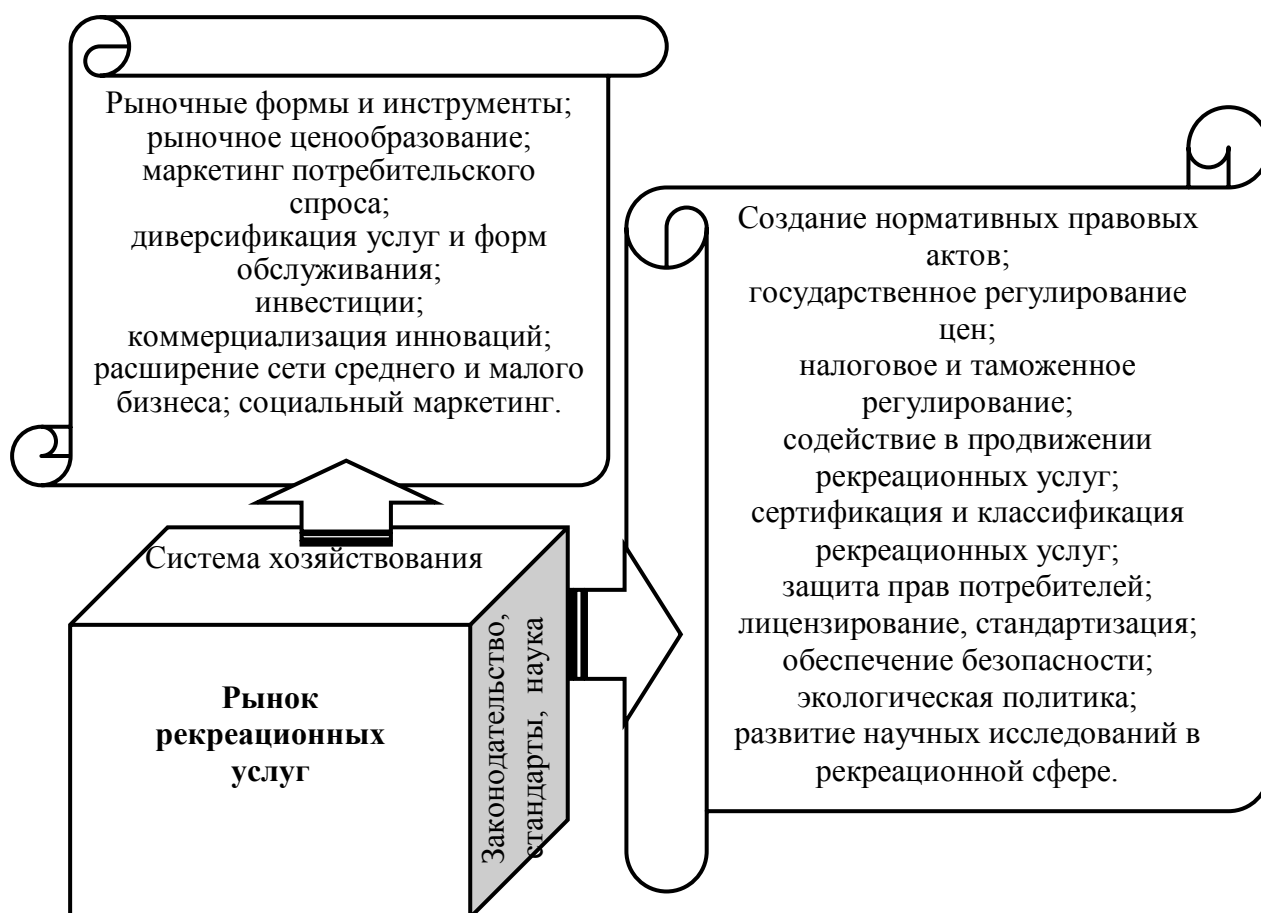 Рыночные формы и инструменты;
рыночное ценообразование;
маркетинг потребительского
спроса;
диверсификация услуг и форм
обслуживания;
инвестиции;
коммерциализация инноваций;
расширение сети среднего и малого
бизнеса; социальный маркетинг.
Создание нормативных правовых
актов;
государственное регулирование
цен;
налоговое и таможенное
регулирование;
содействие в продвижении
рекреационных услуг;
сертификация и классификация
рекреационных услуг;
защита прав потребителей;
лицензирование, стандартизация;
обеспечение безопасности;
экологическая политика;
развитие научных исследований в
рекреационной сфере.
Система хозяйствования
Рынок
рекреационных
услуг
Законодательство,
стандарты, наука